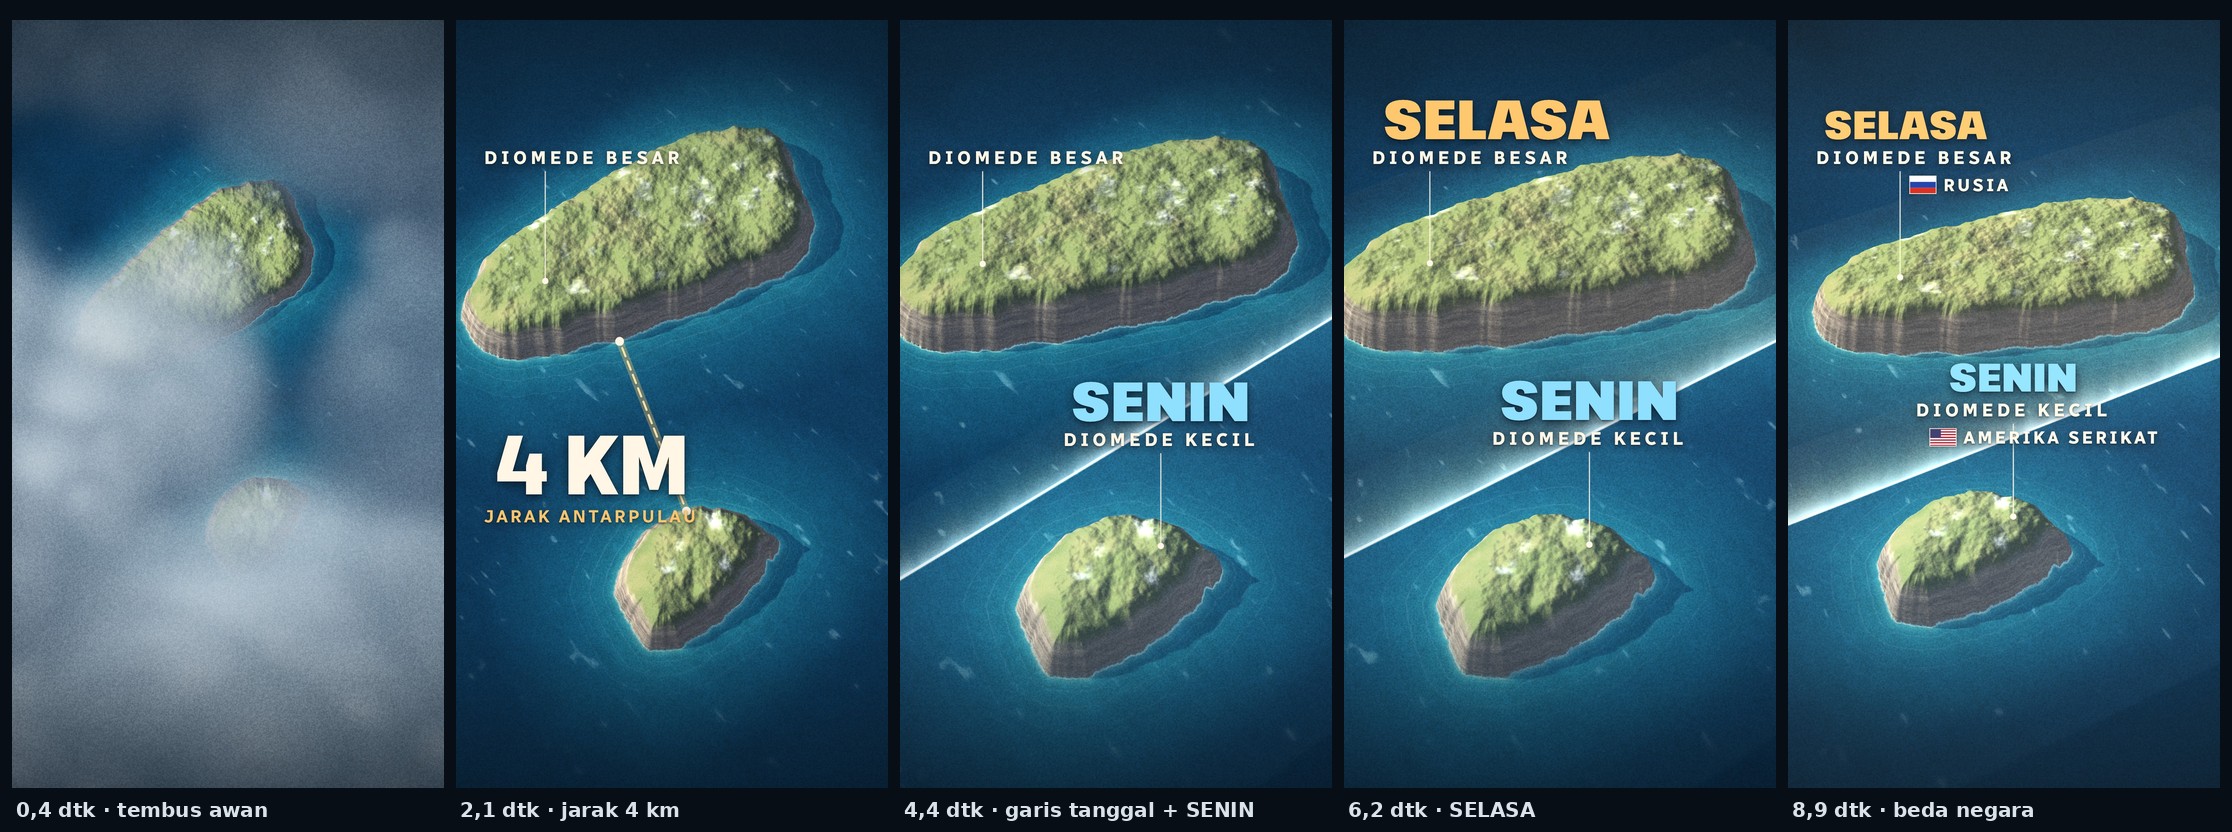 DIOMEDE BESAR
4 KM
JARAK ANTARPULAU
DIOMEDE BESAR
SENIN
DIOMEDE KECIL
SELASA
DIOMEDE BESAR
SENIN
DIOMEDE KECIL
SELASA
DIOMEDE BESAR
RUSIA
SENIN
DIOMEDE KECIL
AMERIKA SERIKAT
0,4 dtk · tembus awan
2,1 dtk · jarak 4 km
4,4 dtk · garis tanggal + SENIN
6,2 dtk · SELASA
8,9 dtk · beda negara